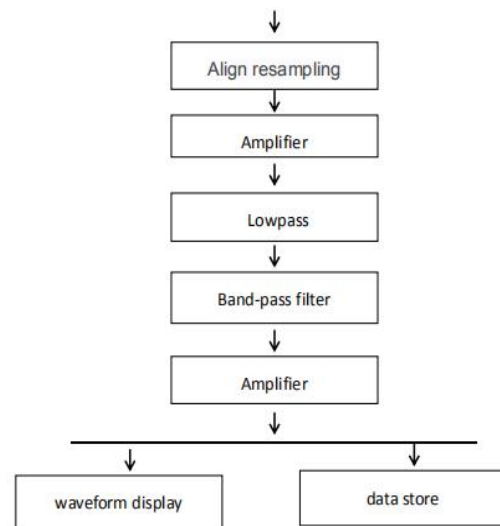 Align resampling
Amplifier
Lowpass
Band-pass filter
Amplifier
waveform display
data store